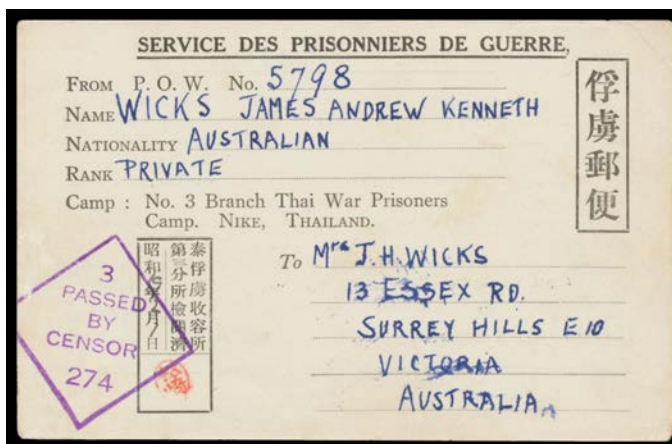 SERVICE DES PRISONNIERS DE GUERRE,
FROM P. O. W. No. 5798
NAME WICKS JAMES ANDREW KENNETH
NATIONALITY AUSTRALIAN
RANK PRIVATE
Camp : No. 3 Branch Thai War Prisoners
Camp. NIKE, THAILAND.
俘虜郵便
To Mrs J.H. WICKS
13 ESSEX RD.
SURREY HILLS E10
VICTORIA
AUSTRALIA
泰俘虜收容所
第三分所檢閲濟
昭和 年 月 日
3
PASSED
BY
CENSOR
274